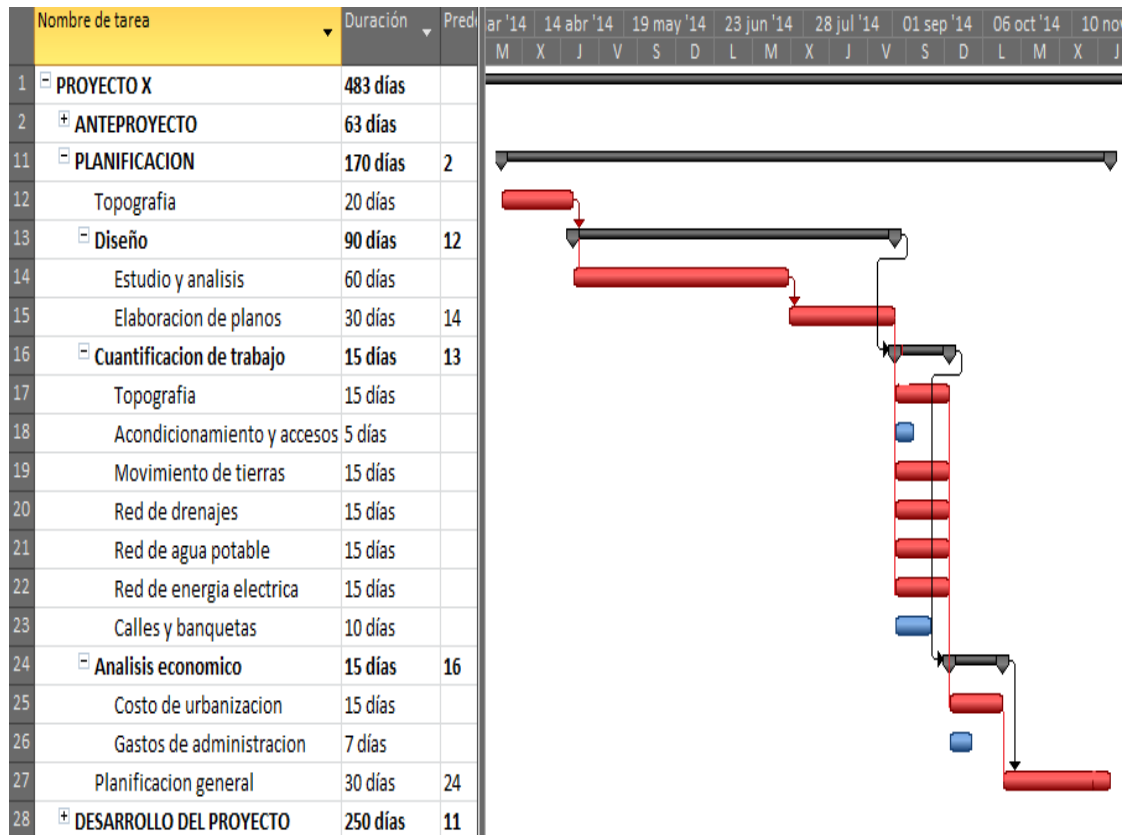 Nombre de tarea Duración Prede ar '14 14 abr '14 19 may '14 23 jun '14 28 jul '14 01 sep '14 06 oct '14 10 nov
M X J V S D L M X J V S D L M X J
1 PROYECTO X 483 días
2 ANTEPROYECTO 63 días
11 PLANIFICACION 170 días 2
12 Topografia 20 días
13 Diseño 90 días 12
14 Estudio y analisis 60 días
15 Elaboracion de planos 30 días 14
16 Cuantificacion de trabajo 15 días 13
17 Topografia 15 días
18 Acondicionamiento y accesos 5 días
19 Movimiento de tierras 15 días
20 Red de drenajes 15 días
21 Red de agua potable 15 días
22 Red de energia electrica 15 días
23 Calles y banquetas 10 días
24 Analisis economico 15 días 16
25 Costo de urbanizacion 15 días
26 Gastos de administracion 7 días
27 Planificacion general 30 días 24
28 DESARROLLO DEL PROYECTO 250 días 11